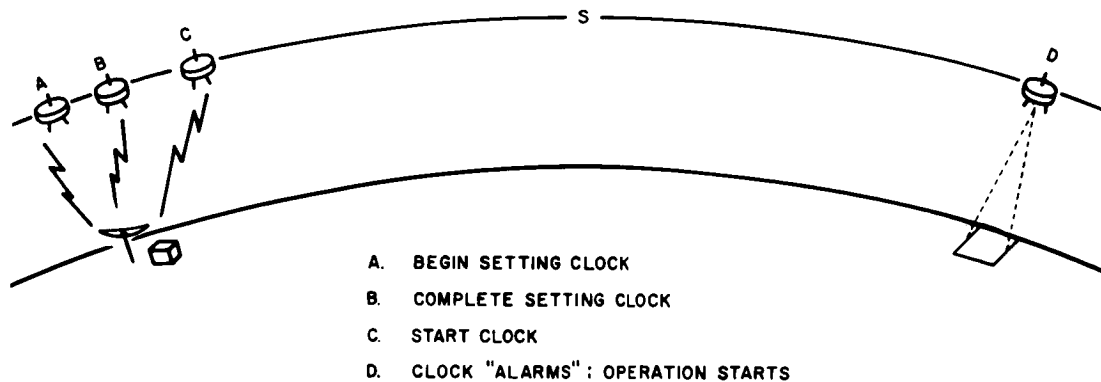 S
C
B
A
D
A. BEGIN SETTING CLOCK
B. COMPLETE SETTING CLOCK
C. START CLOCK
D. CLOCK "ALARMS" : OPERATION STARTS